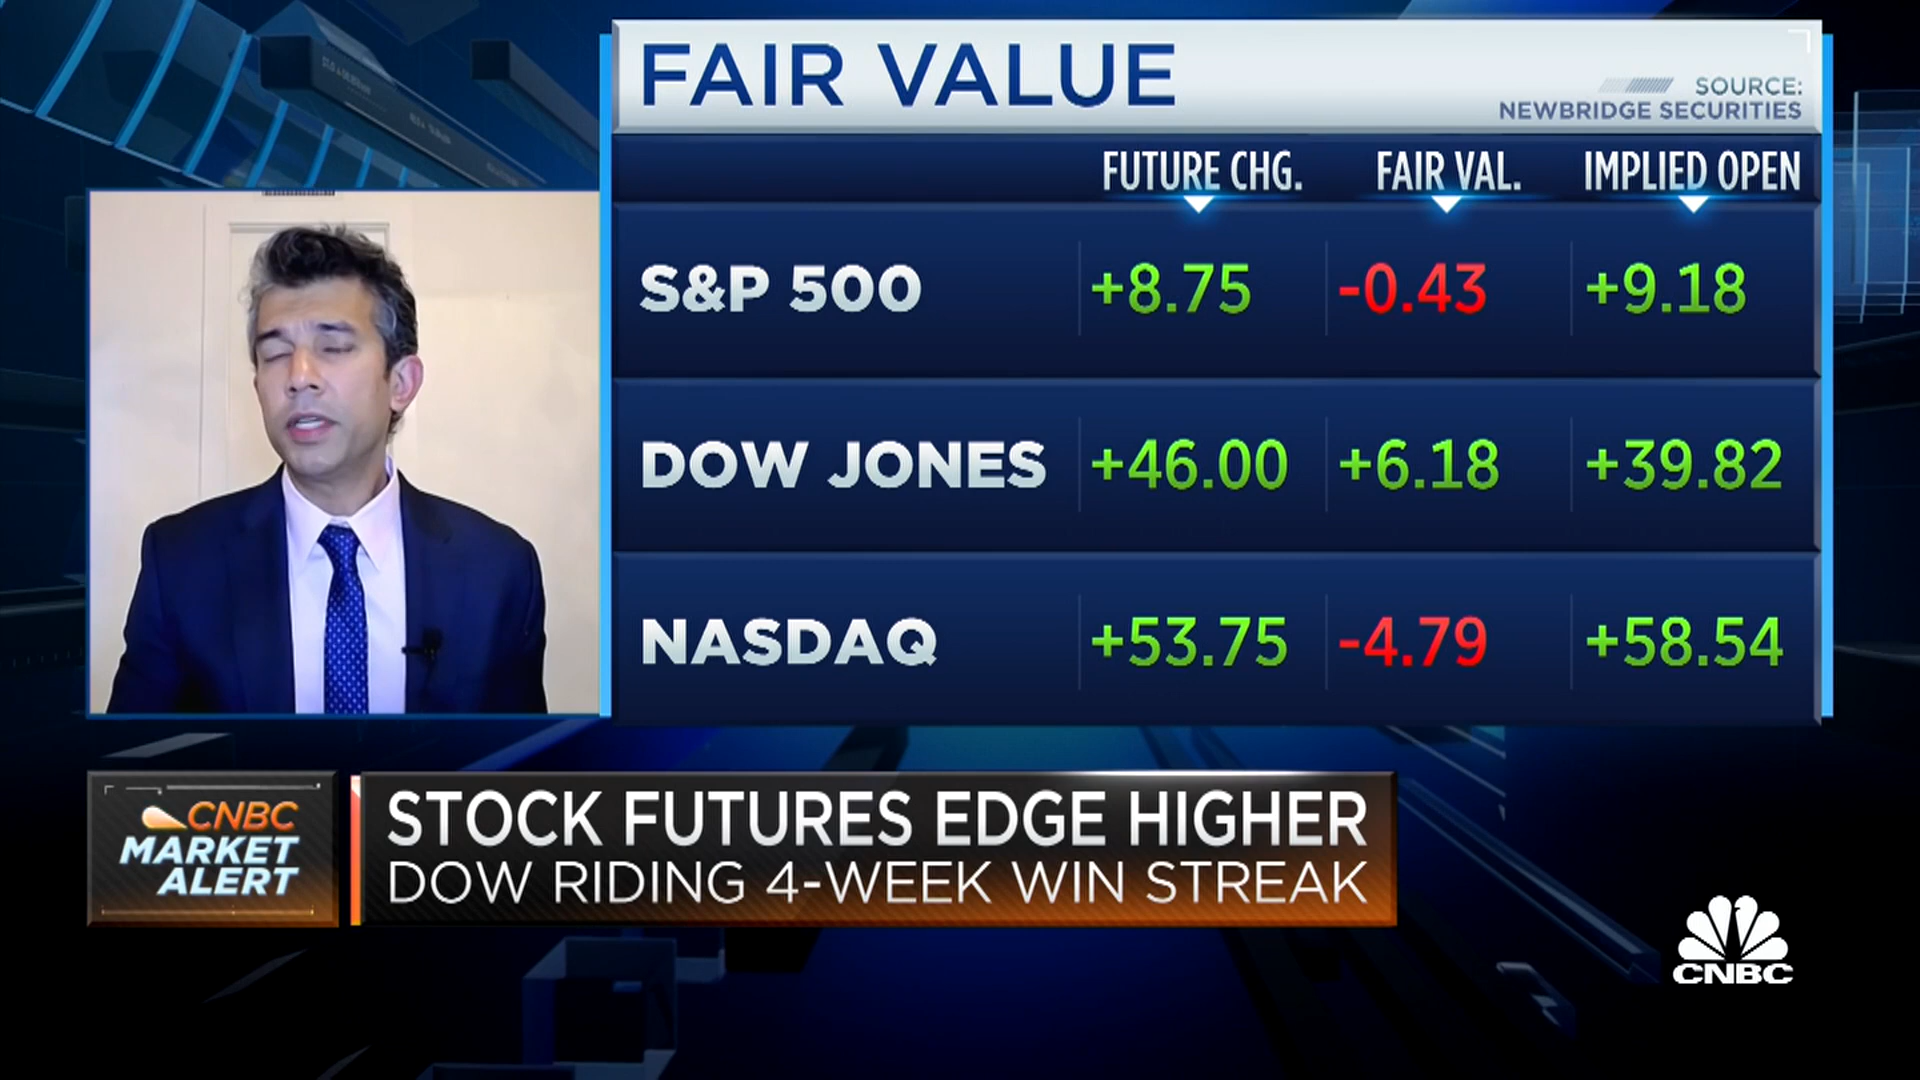 FAIR VALUE
SOURCE:
NEWBRIDGE SECURITIES
FUTURE CHG. FAIR VAL. IMPLIED OPEN
S&P 500 +8.75 -0.43 +9.18
DOW JONES +46.00 +6.18 +39.82
NASDAQ +53.75 -4.79 +58.54
CNBC
MARKET
ALERT
STOCK FUTURES EDGE HIGHER
DOW RIDING 4-WEEK WIN STREAK
CNBC